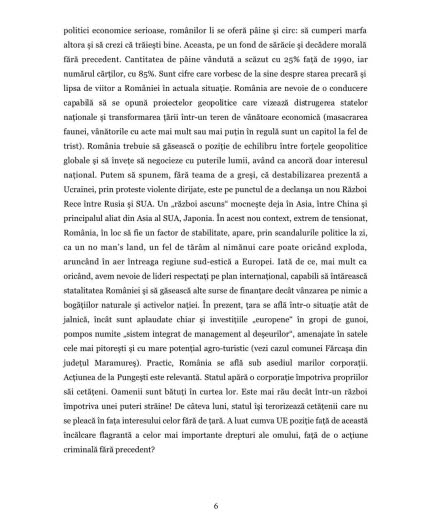 politici economice serioase, românilor li se oferă pâine şi circ: să cumperi marfa
altora şi să crezi că trăieşti bine. Aceasta, pe un fond de sărăcie şi decădere morală
fără precedent. Cantitatea de pâine vândută a scăzut cu 25% faţă de 1990, iar
numărul cărţilor, cu 85%. Sunt cifre care vorbesc de la sine despre starea precară şi
lipsa de viitor a României în actuala situaţie. România are nevoie de o conducere
capabilă să se opună proiectelor geopolitice care vizează distrugerea statelor
naţionale şi transformarea ţării într-un teren de vânătoare economică (masacrarea
faunei, vânătorile cu acte mai mult sau mai puţin în regulă sunt un capitol la fel de
trist). România trebuie să găsească o poziţie de echilibru între forţele geopolitice
globale şi să înveţe să negocieze cu puterile lumii, având ca ancoră doar interesul
naţional. Putem să spunem, fără teama de a greşi, că destabilizarea prezentă a
Ucrainei, prin proteste violente dirijate, este pe punctul de a declanşa un nou Război
Rece între Rusia şi SUA. Un „război ascuns” mocneşte deja în Asia, între China şi
principalul aliat din Asia al SUA, Japonia. În acest nou context, extrem de tensionat,
România, în loc să fie un factor de stabilitate, apare, prin scandalurile politice la zi,
ca un no man's land, un fel de tărâm al nimănui care poate oricând exploda,
aruncând în aer întreaga regiune sud-estică a Europei. Iată de ce, mai mult ca
oricând, avem nevoie de lideri respectaţi pe plan internaţional, capabili să întărească
statalitatea României şi să găsească alte surse de finanţare decât vânzarea pe nimic a
bogăţiilor naturale şi activelor naţiei. În prezent, ţara se află într-o situaţie atât de
jalnică, încât sunt aplaudate chiar şi investiţiile „europene” în gropi de gunoi,
pompos numite „sistem integrat de management al deşeurilor”, amenajate în satele
cele mai pitoreşti şi cu mare potenţial agro-turistic (vezi cazul comunei Fărcaşa din
judeţul Maramureş). Practic, România se află sub asediul marilor corporaţii.
Acţiunea de la Pungeşti este relevantă. Statul apără o corporaţie împotriva propriilor
săi cetăţeni. Oamenii sunt bătuţi în curtea lor. Este mai rău decât într-un război
împotriva unei puteri străine! De câteva luni, statul îşi terorizează cetăţenii care nu
se pleacă în faţa interesului celor fără de ţară. A luat cumva UE poziţie faţă de această
încălcare flagrantă a celor mai importante drepturi ale omului, faţă de o acţiune
criminală fără precedent?
6